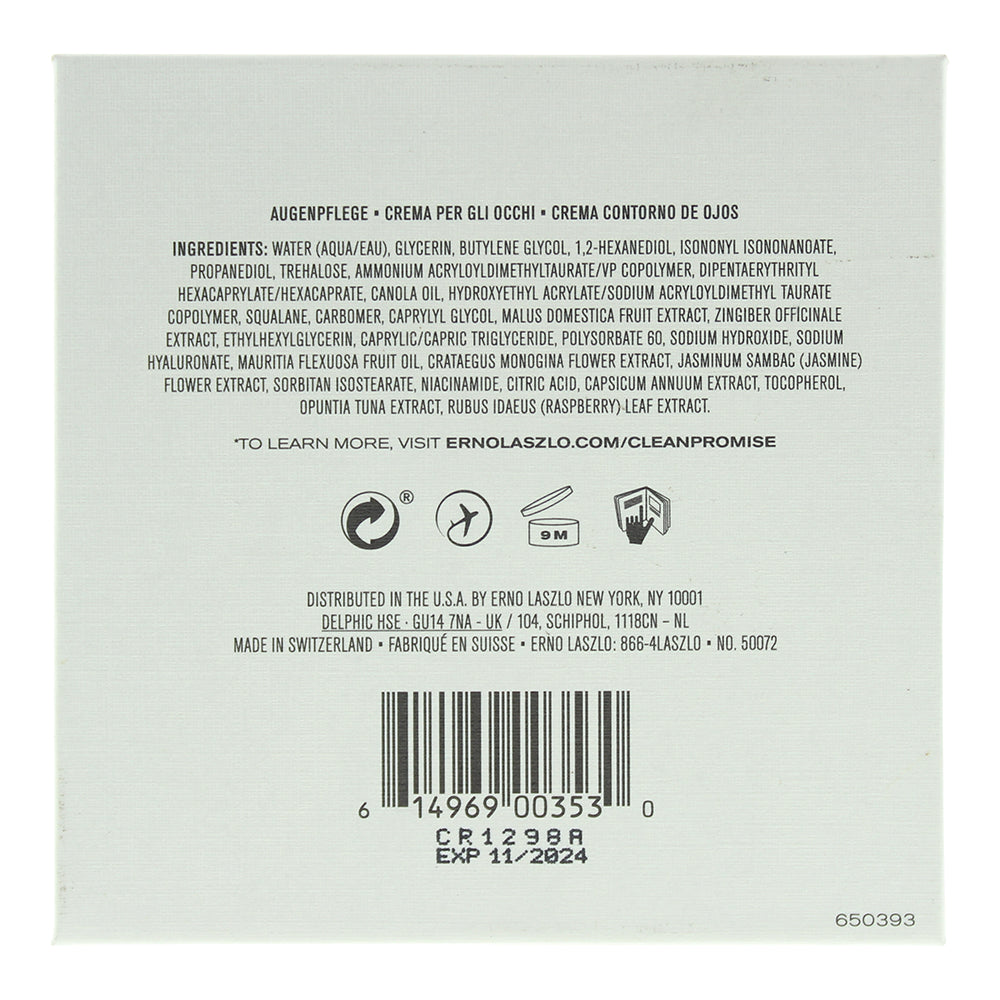 AUGENPFLEGE ▪ CREMA PER GLI OCCHI ▪ CREMA CONTORNO DE OJOS
INGREDIENTS: WATER (AQUA/EAU), GLYCERIN, BUTYLENE GLYCOL, 1,2-HEXANEDIOL, ISONONYL ISONONANOATE,
PROPANEDIOL, TREHALOSE, AMMONIUM ACRYLOYLDIMETHYLTAURATE/VP COPOLYMER, DIPENTAERYTHRITYL
HEXACAPRYLATE/HEXACAPRATE, CANOLA OIL, HYDROXYETHYL ACRYLATE/SODIUM ACRYLOYLDIMETHYL TAURATE
COPOLYMER, SQUALANE, CARBOMER, CAPRYLYL GLYCOL, MALUS DOMESTICA FRUIT EXTRACT, ZINGIBER OFFICINALE
EXTRACT, ETHYLHEXYLGLYCERIN, CAPRYLIC/CAPRIC TRIGLYCERIDE, POLYSORBATE 60, SODIUM HYDROXIDE, SODIUM
HYALURONATE, MAURITIA FLEXUOSA FRUIT OIL, CRATAEGUS MONOGINA FLOWER EXTRACT, JASMINUM SAMBAC (JASMINE)
FLOWER EXTRACT, SORBITAN ISOSTEARATE, NIACINAMIDE, CITRIC ACID, CAPSICUM ANNUUM EXTRACT, TOCOPHEROL,
OPUNTIA TUNA EXTRACT, RUBUS IDAEUS (RASPBERRY) LEAF EXTRACT.
*TO LEARN MORE, VISIT ERNOLASZLO.COM/CLEANPROMISE
®
9 M
DISTRIBUTED IN THE U.S.A. BY ERNO LASZLO NEW YORK, NY 10001
DELPHIC HSE · GU14 7NA - UK / 104, SCHIPHOL, 1118CN – NL
MADE IN SWITZERLAND ▪ FABRIQUÉ EN SUISSE ▪ ERNO LASZLO: 866-4LASZLO ▪ NO. 50072
6 14969 00353 0
CR1298A
EXP 11/2024
650393